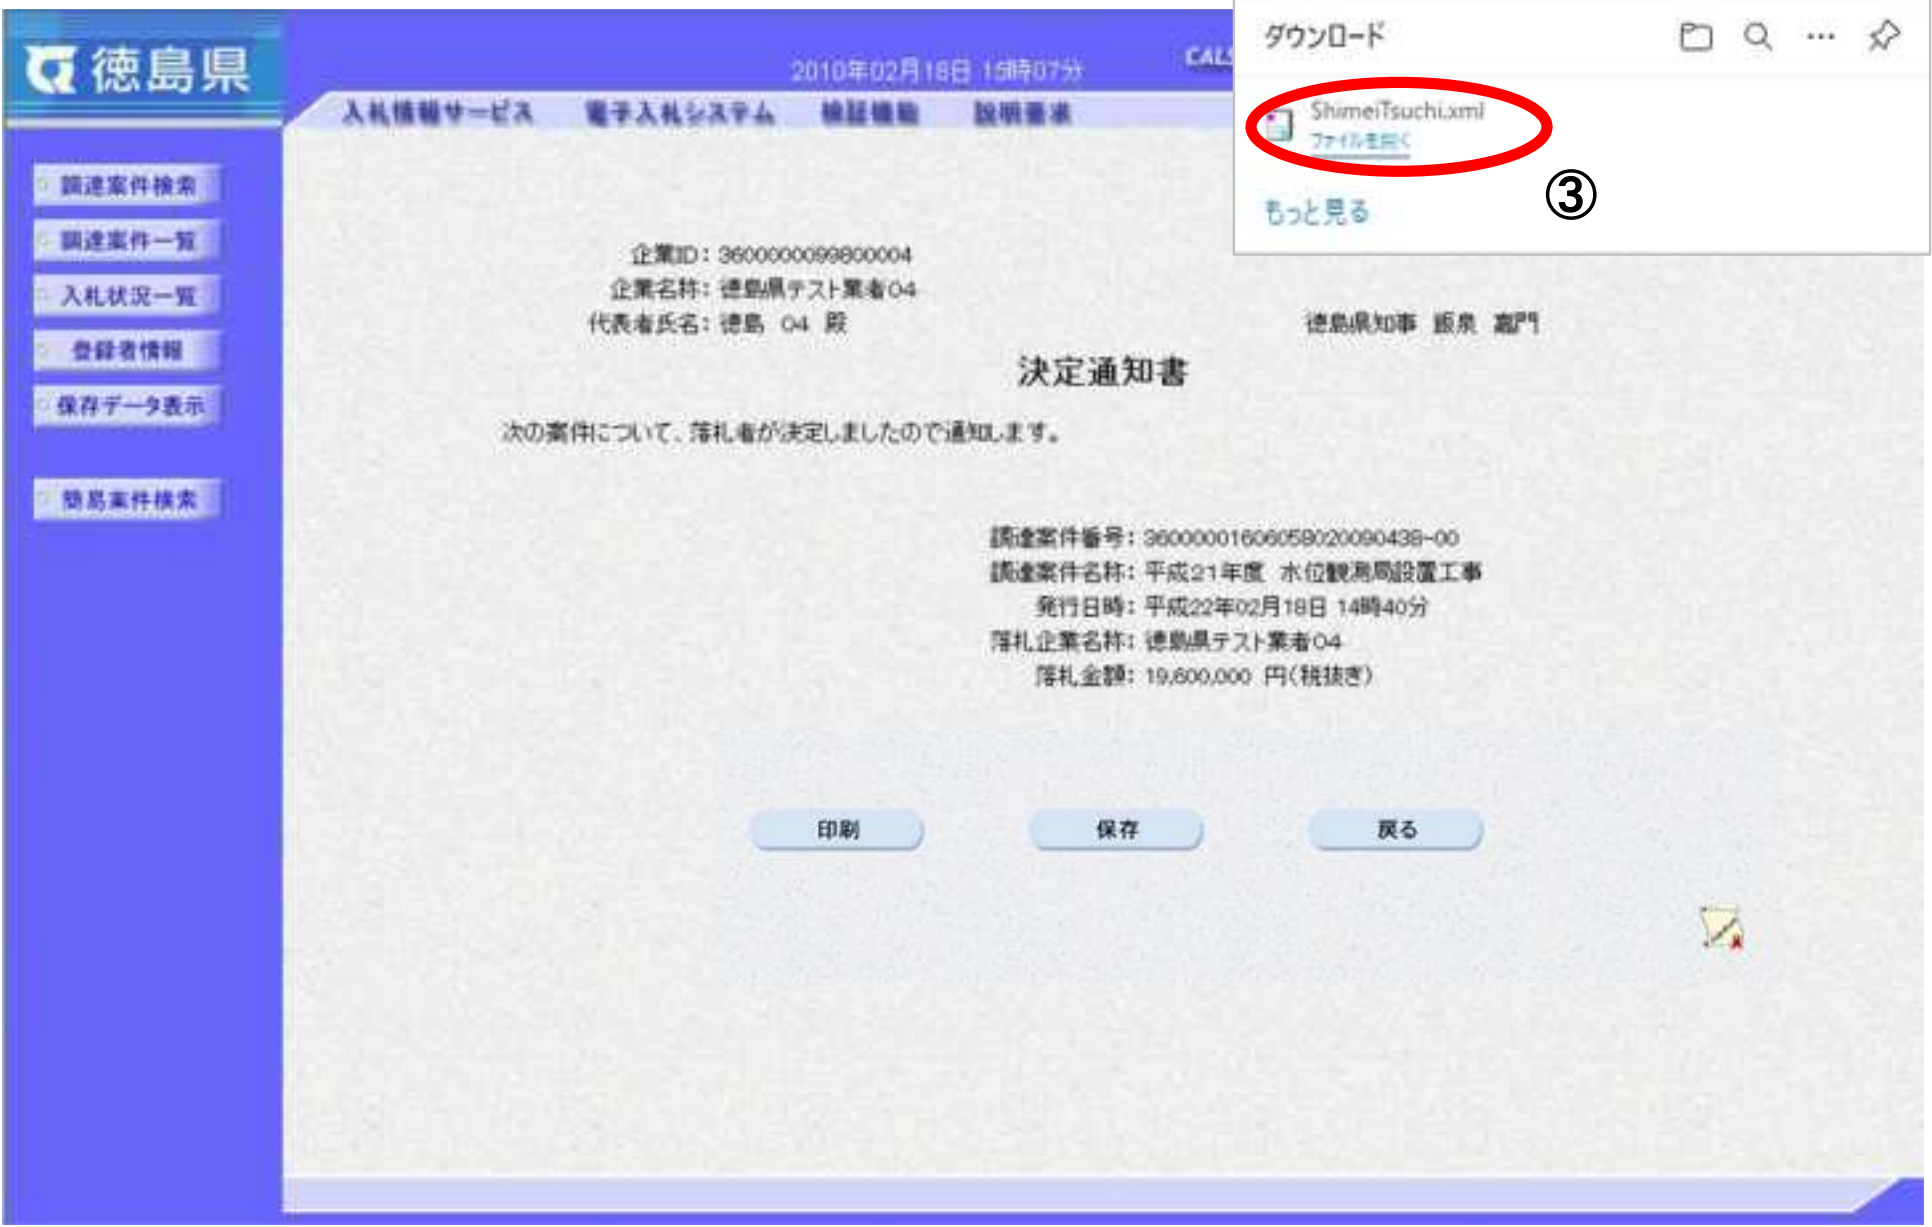 徳島県
2010年02月18日 15時07分
CALS
入札情報サービス 電子入札システム 検証機能 説明要求
ダウンロード
ShimeiTsuchi.xml
ファイルを開く
もっと見る
③
調達案件検索
調達案件一覧
入札状況一覧
登録者情報
保存データ表示
簡易案件検索
企業ID：3600000099800004
企業名称：徳島県テスト業者04
代表者氏名：徳島 04 殿
徳島県知事 飯泉 嘉門
決定通知書
次の案件について、落札者が決定しましたので通知します。
調達案件番号：36000001606058020090438-00
調達案件名称：平成21年度 水位観測局設置工事
発行日時：平成22年02月18日 14時40分
落札企業名称：徳島県テスト業者04
落札金額：19,600,000 円（税抜き）
印刷
保存
戻る